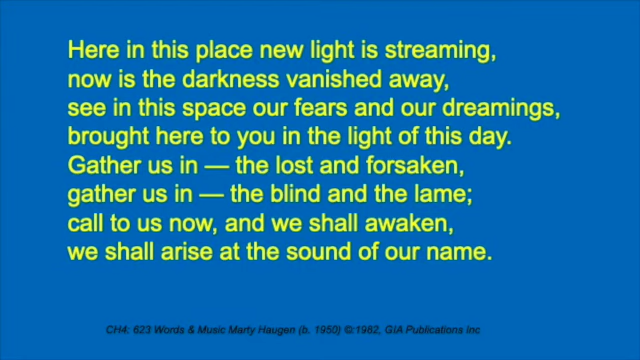 Here in this place new light is streaming,
now is the darkness vanished away,
see in this space our fears and our dreamings,
brought here to you in the light of this day.
Gather us in — the lost and forsaken,
gather us in — the blind and the lame;
call to us now, and we shall awaken,
we shall arise at the sound of our name.
CH4: 623 Words & Music Marty Haugen (b. 1950) ©:1982, GIA Publications Inc